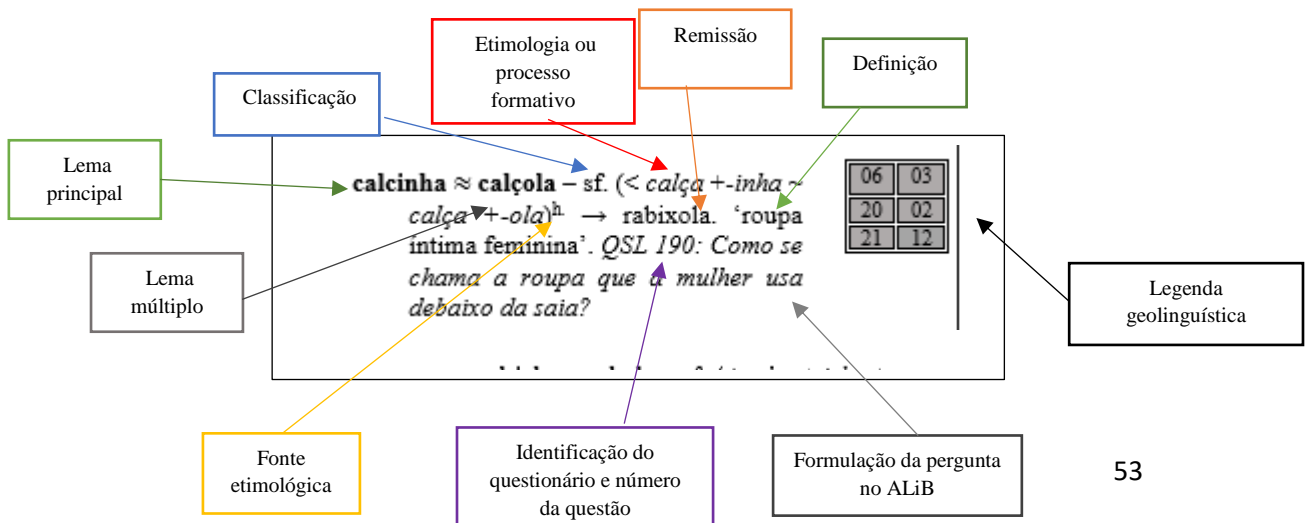 Etimologia ou
processo
formativo
Remissão
Definição
Classificação
Lema
principal
calcinha ≈ calçola – sf. (< calça +-inha ~
calça +-ola)ʰ → rabixola. ‘roupa
íntima feminina’. QSL 190: Como se
chama a roupa que a mulher usa
debaixo da saia?
06 03
20 02
21 12
Lema
múltiplo
Legenda
geolinguística
Fonte
etimológica
Identificação do
questionário e número
da questão
Formulação da pergunta
no ALiB
53